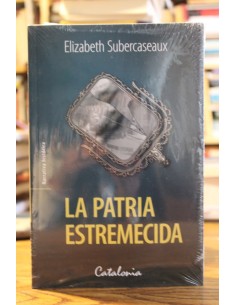 Elizabeth Subercaseaux
LA PATRIA
ESTREMECIDA
Catalonia